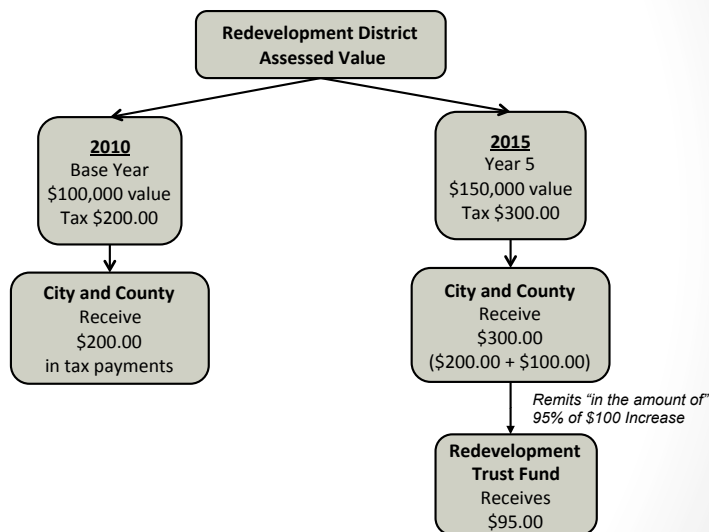 Redevelopment District
Assessed Value
2010
Base Year
$100,000 value
Tax $200.00
2015
Year 5
$150,000 value
Tax $300.00
City and County
Receive
$200.00
in tax payments
City and County
Receive
$300.00
($200.00 + $100.00)
Remits "in the amount of"
95% of $100 Increase
Redevelopment
Trust Fund
Receives
$95.00